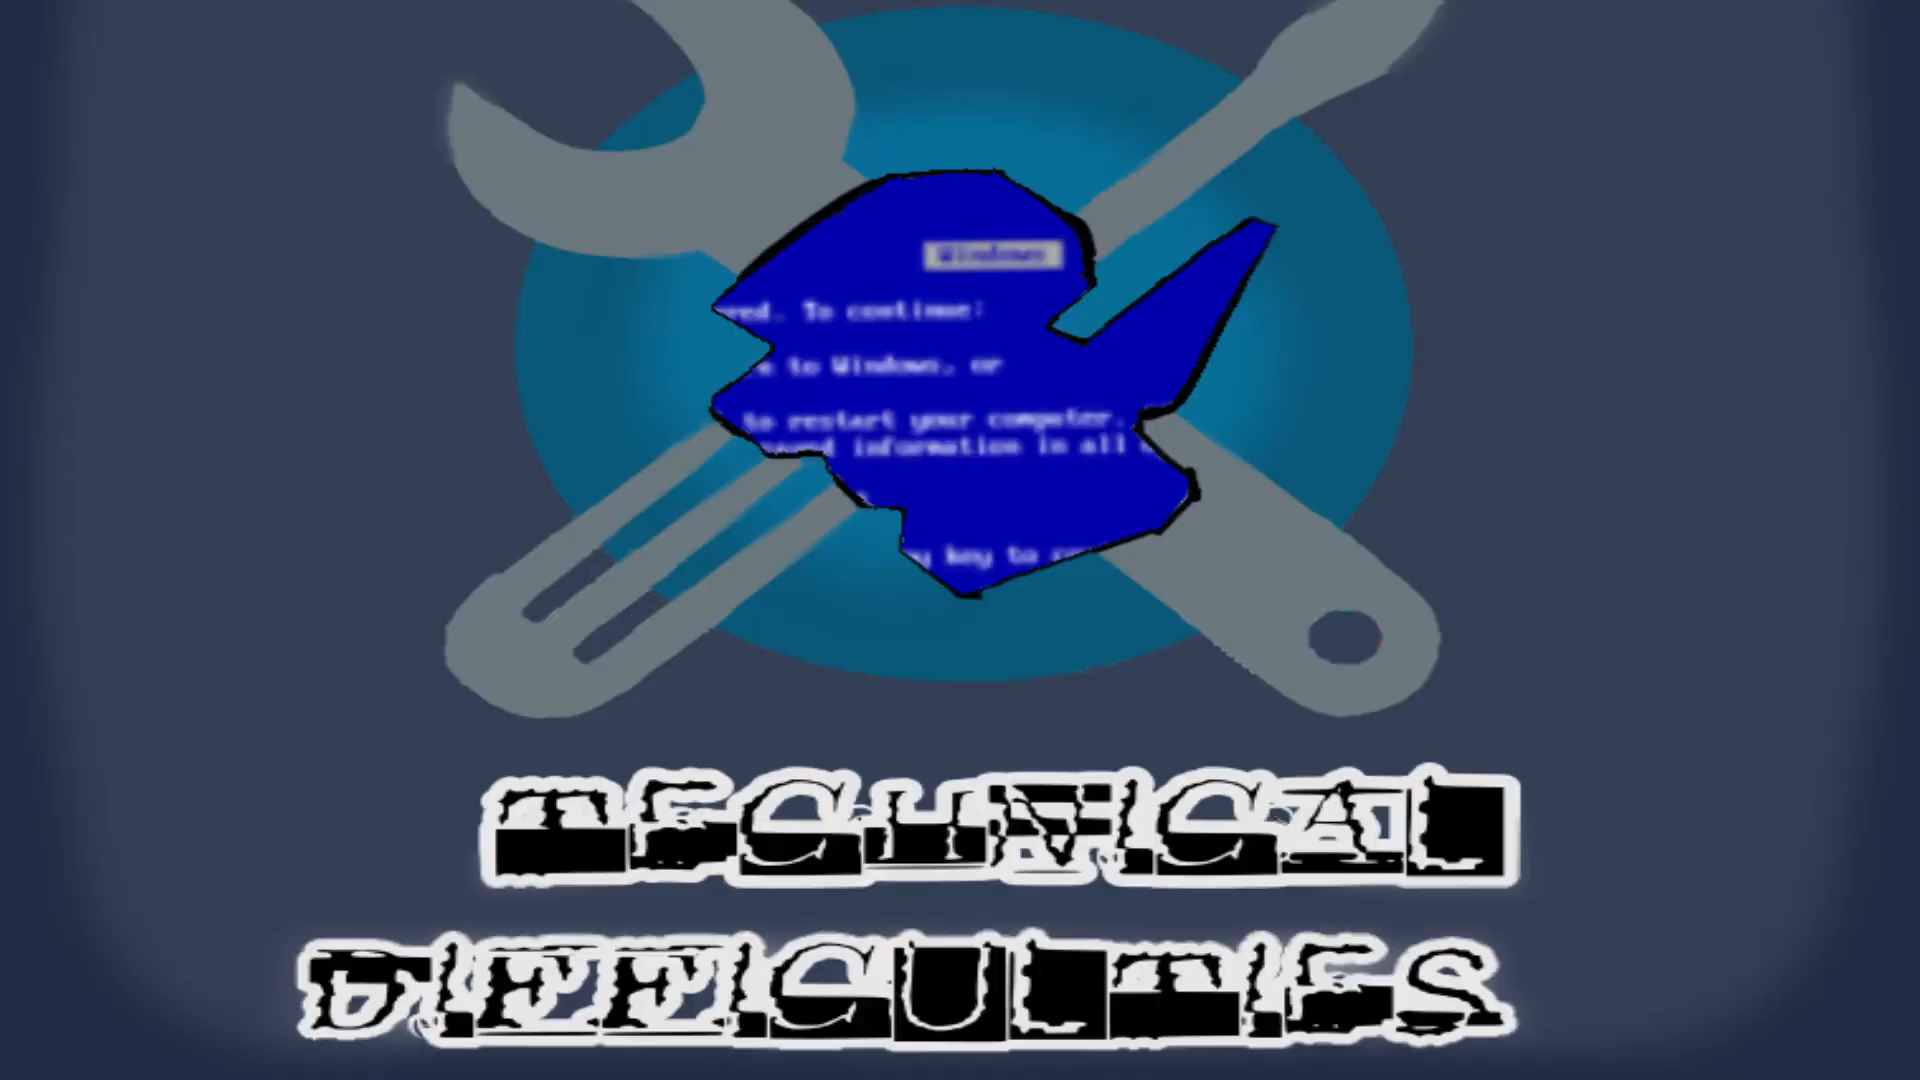 Windows
To continue:
to Windows, or
to restart your computer.
information in all
key to
TECHNICAL
DIFFICULTIES